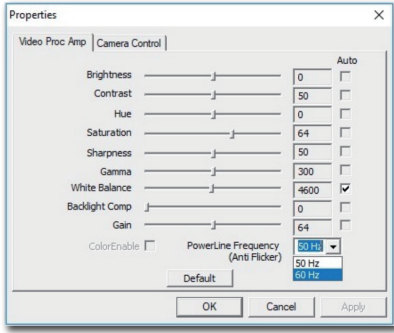 Properties
Video Proc Amp Camera Control
Auto
Brightness 0
Contrast 50
Hue 0
Saturation 64
Sharpness 50
Gamma 300
White Balance 4600
Backlight Comp 0
Gain 64
ColorEnable PowerLine Frequency 50 Hz
(Anti Flicker) 50 Hz
60 Hz
Default
OK Cancel Apply